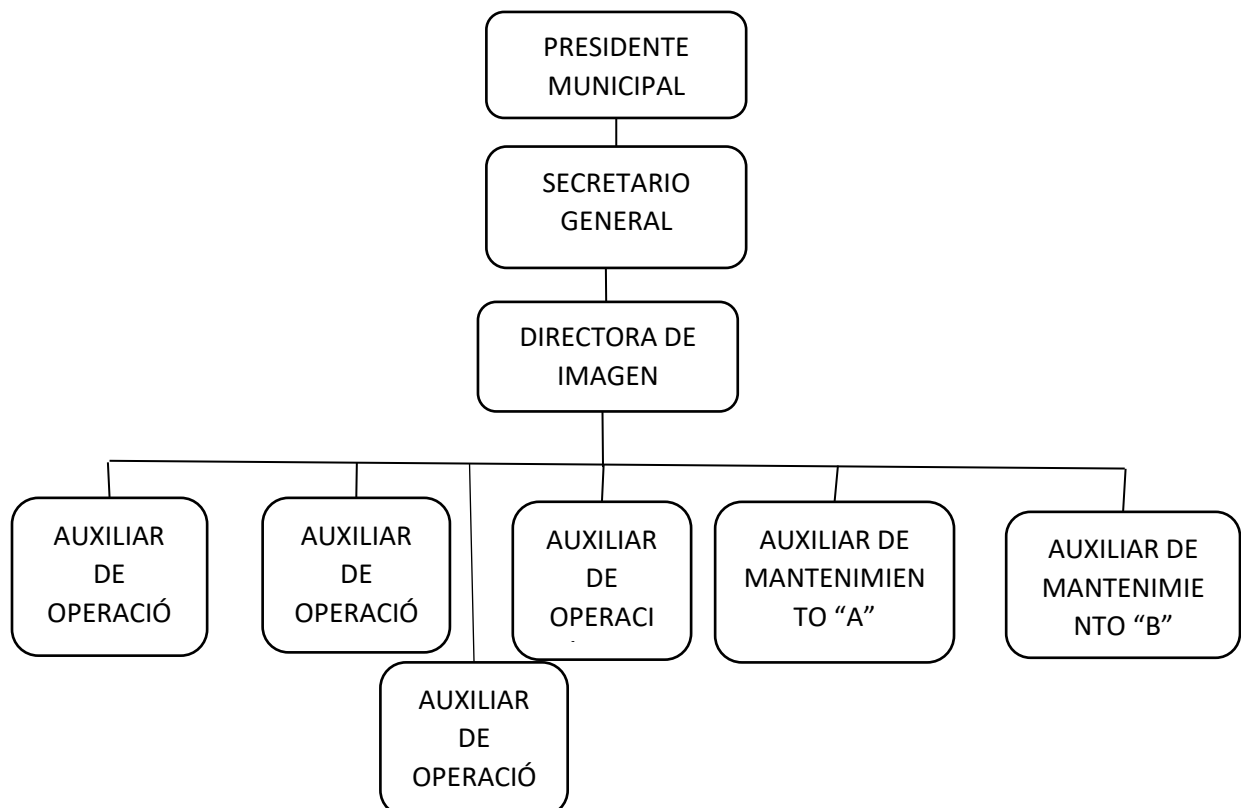 PRESIDENTE
MUNICIPAL
SECRETARIO
GENERAL
DIRECTORA DE
IMAGEN
AUXILIAR
DE
OPERACIÓ
AUXILIAR
DE
OPERACIÓ
AUXILIAR
DE
OPERACI
AUXILIAR DE
MANTENIMIEN
TO “A”
AUXILIAR DE
MANTENIMIE
NTO “B”
AUXILIAR
DE
OPERACIÓ